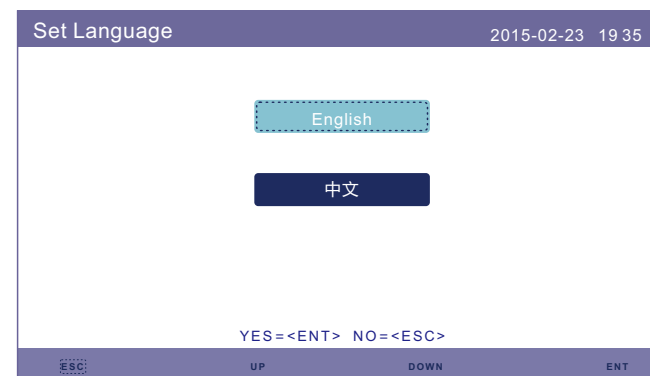 Set Language 2015-02-23 19 35
English
中文
YES=<ENT> NO=<ESC>
ESC UP DOWN ENT